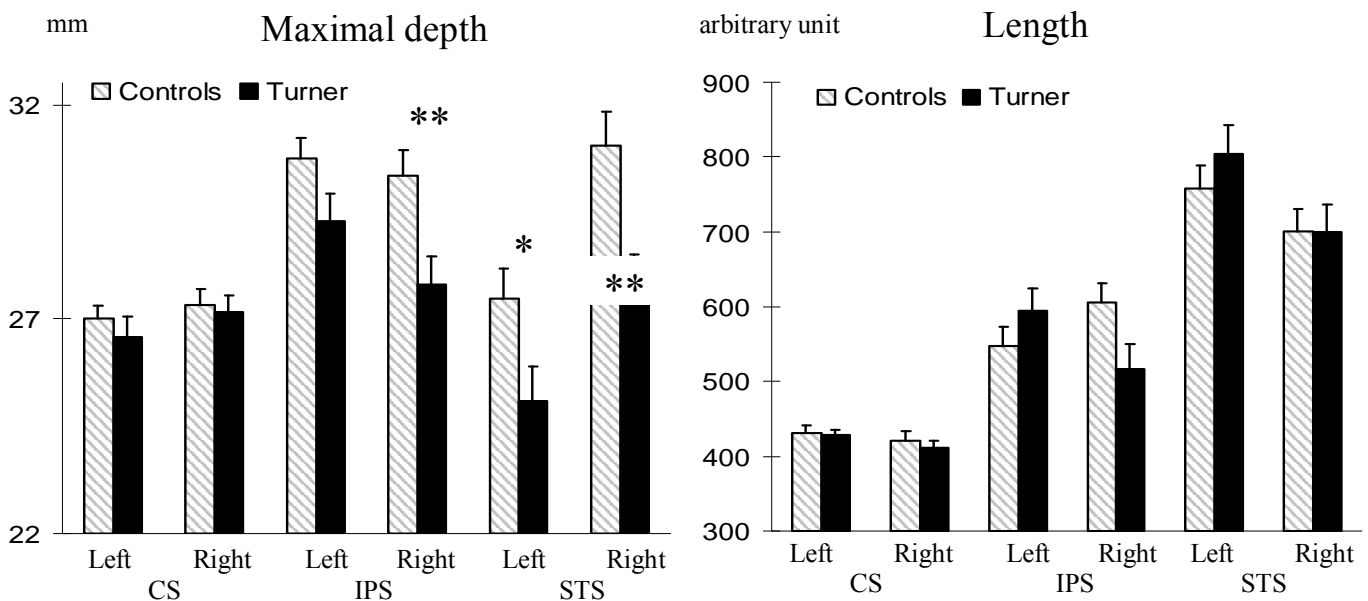 mm
Maximal depth
Controls
Turner
32
27
22
**
*
**
Left
Right
Left
Right
Left
Right
CS
IPS
STS
arbitrary unit
Length
Controls
Turner
900
800
700
600
500
400
300
Left
Right
Left
Right
Left
Right
CS
IPS
STS